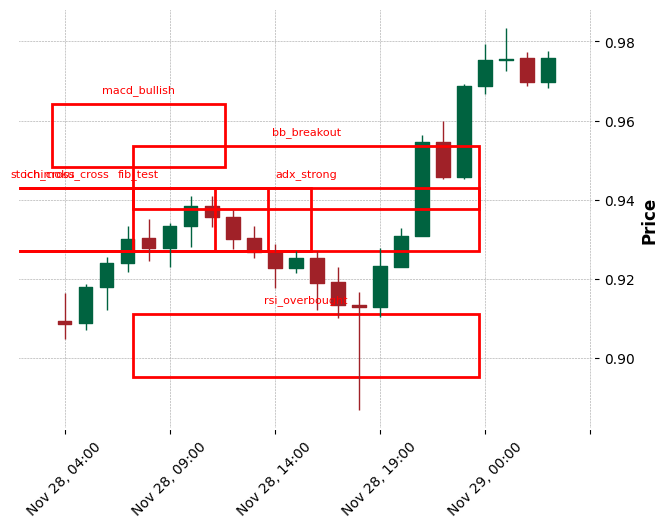 0.98
macd_bullish
0.96
bb_breakout
stoch_cross
ichimoku_cross
fib_test
adx_strong
0.94
Price
0.92
rsi_overbought
0.90
Nov 28, 04:00
Nov 28, 09:00
Nov 28, 14:00
Nov 28, 19:00
Nov 29, 00:00